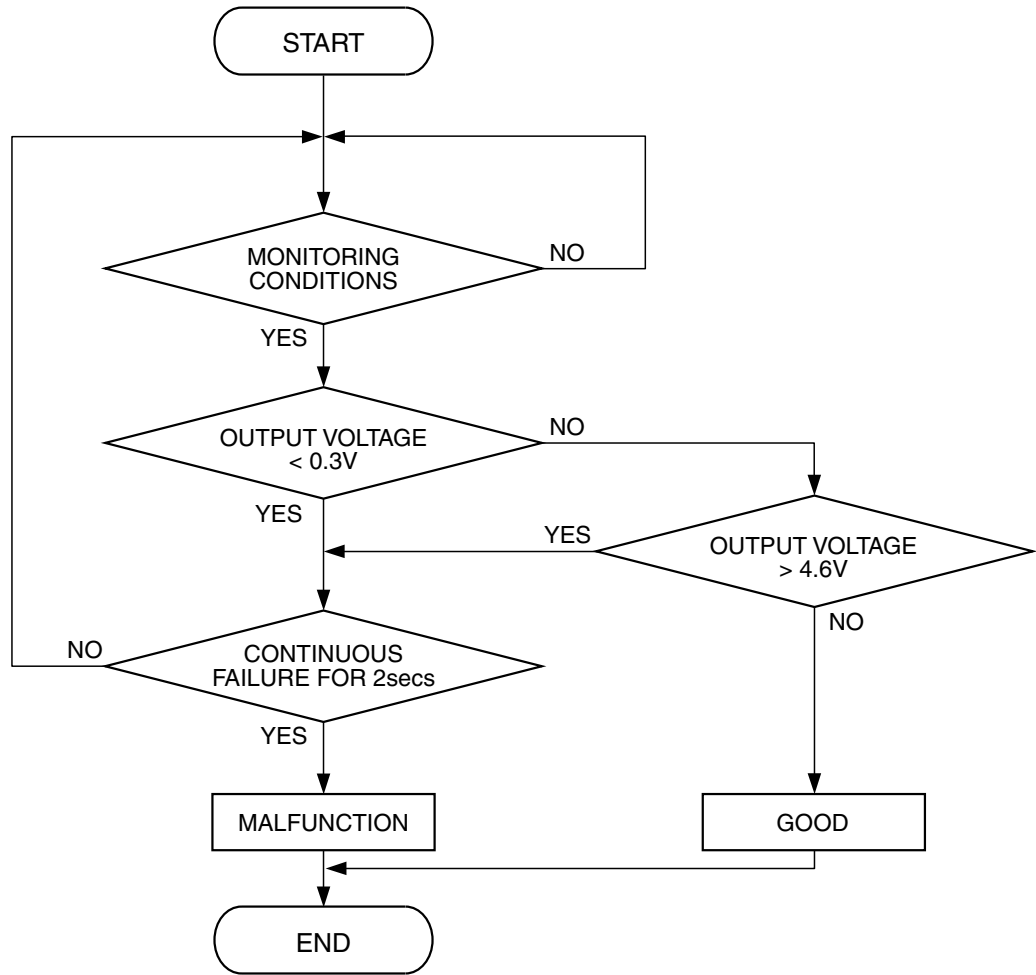 START
MONITORING
CONDITIONS
NO
YES
OUTPUT VOLTAGE
< 0.3V
NO
YES
YES
OUTPUT VOLTAGE
> 4.6V
NO
NO
CONTINUOUS
FAILURE FOR 2secs
YES
MALFUNCTION
GOOD
END